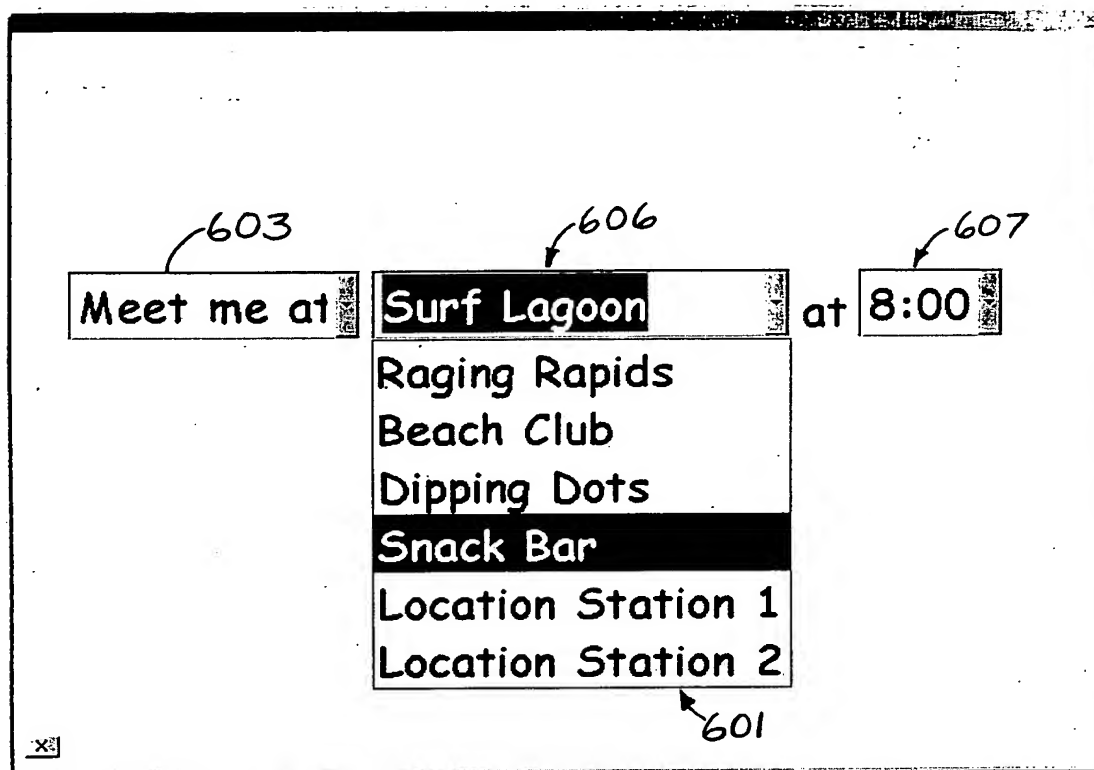 603 606 607
Meet me at Surf Lagoon at 8:00
Raging Rapids
Beach Club
Dipping Dots
Snack Bar
Location Station 1
Location Station 2
601
x